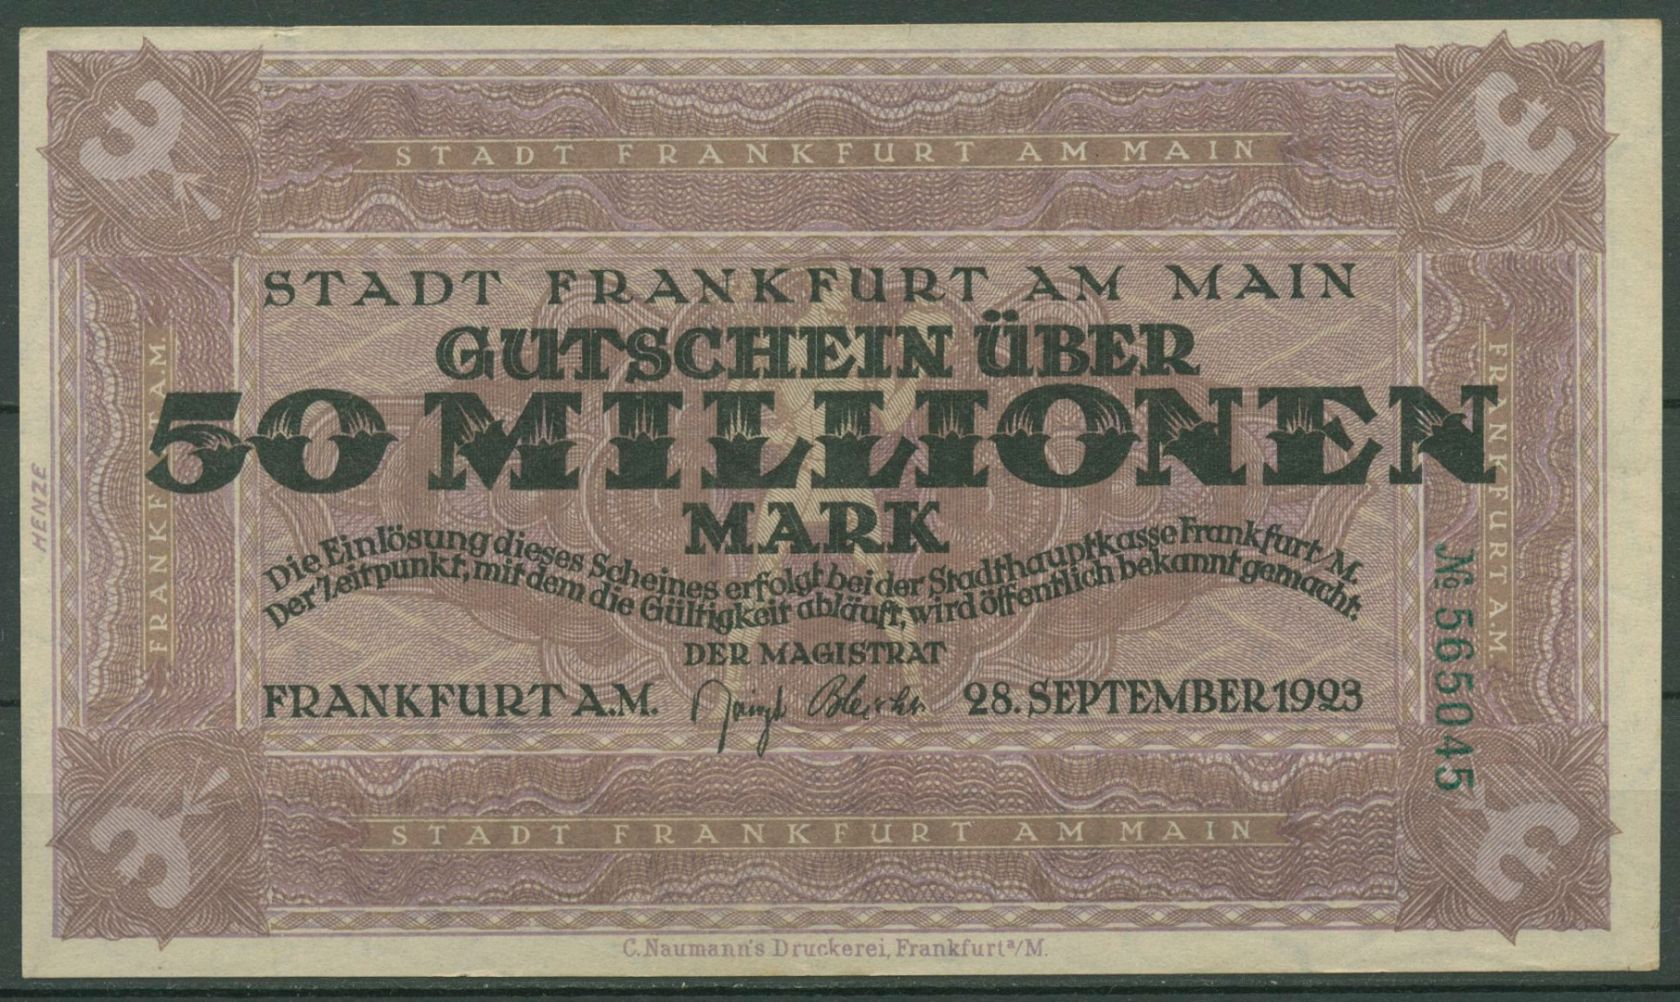 STADT FRANKFURT AM MAIN
STADT FRANKFURT AM MAIN
GUTSCHEIN ÜBER
50 MILLIONEN
MARK
Die Einlösung dieses Scheines erfolgt bei der Stadthauptkasse Frankfurt/M.
Der Zeitpunkt, mit dem die Gültigkeit abläuft, wird öffentlich bekannt gemacht.
DER MAGISTRAT
FRANKFURT A.M. 28. SEPTEMBER 1923
FRANKFURT A.M.
MENZE
FRANKFURT A.M
№ 565045
STADT FRANKFURT AM MAIN
C. Naumann's Druckerei, Frankfurt a/M.